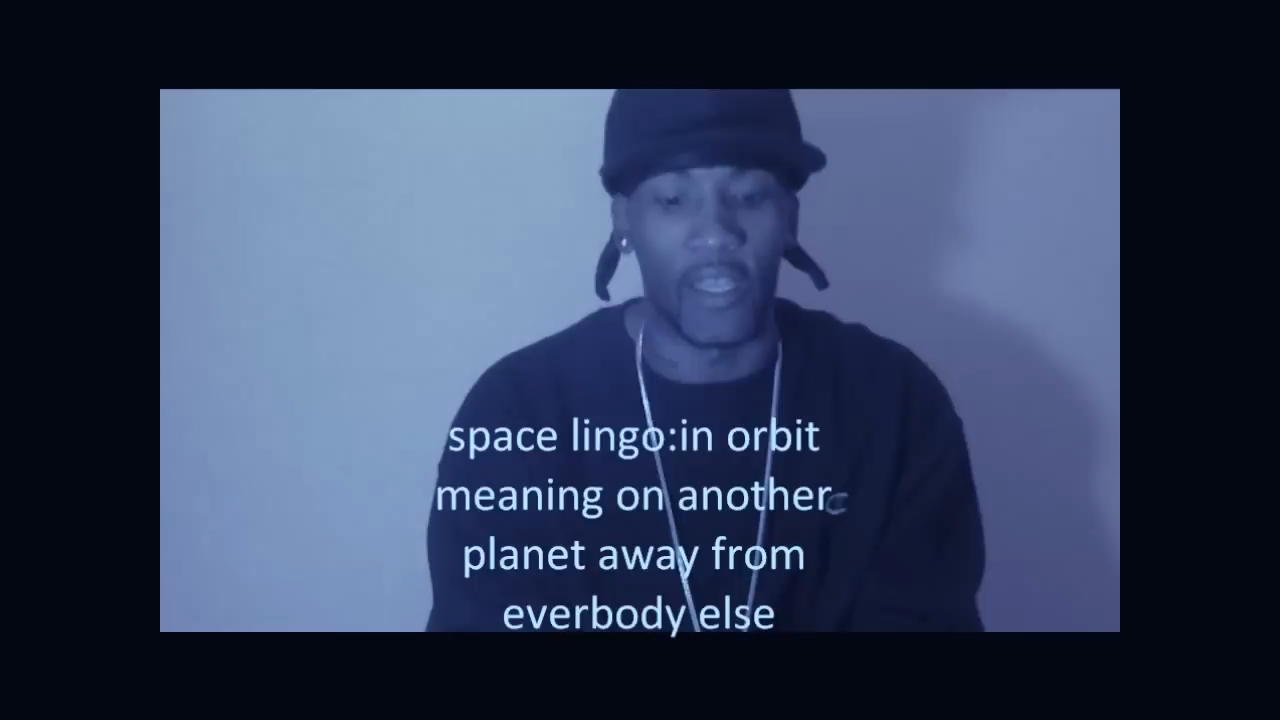 space lingo:in orbit
meaning on another
planet away from
everbody else